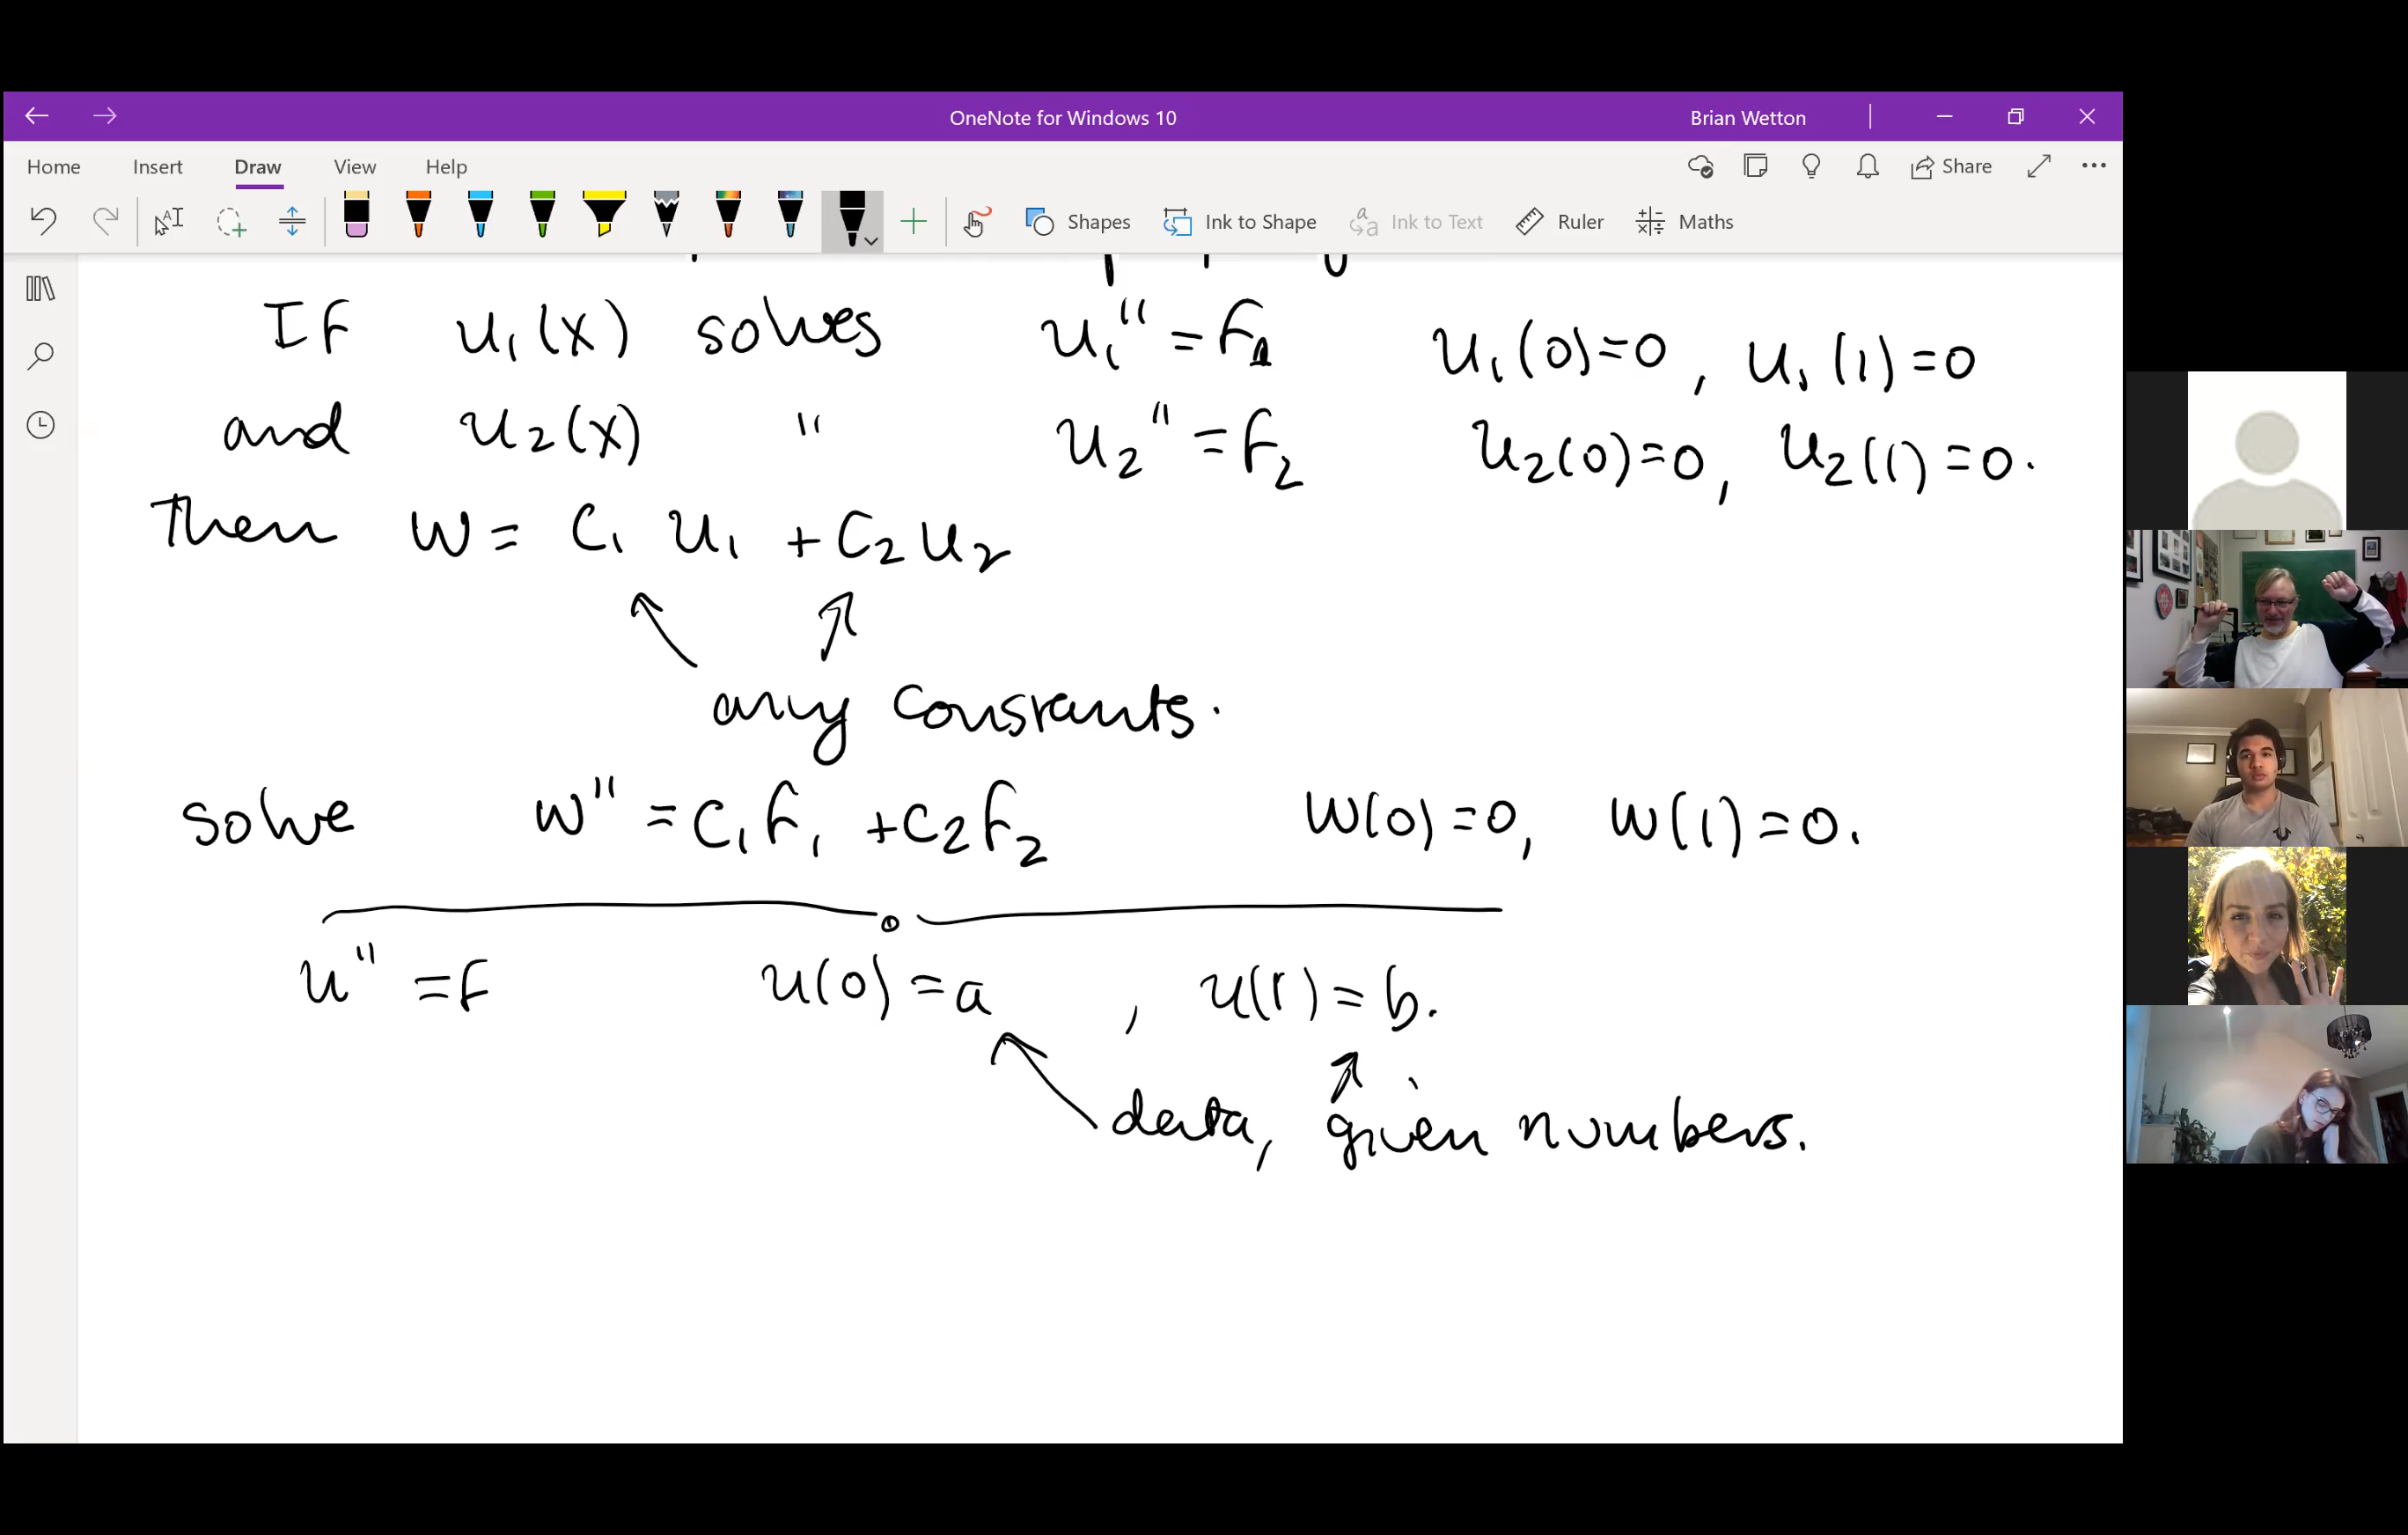 OneNote for Windows 10 Brian Wetton
Home Insert Draw View Help Share
Shapes Ink to Shape Ink to Text Ruler Maths
If u₁(x) solves u₁'' = f₁ u₁(0)=0, u₁(1)=0
and u₂(x) " u₂'' = f₂ u₂(0)=0, u₂(1)=0.
Then w = c₁ u₁ + c₂ u₂
any constants.
solve w'' = c₁f₁ + c₂f₂ w(0)=0, w(1)=0.
u'' = f u(0) = a , u(1) = b.
data, given numbers.